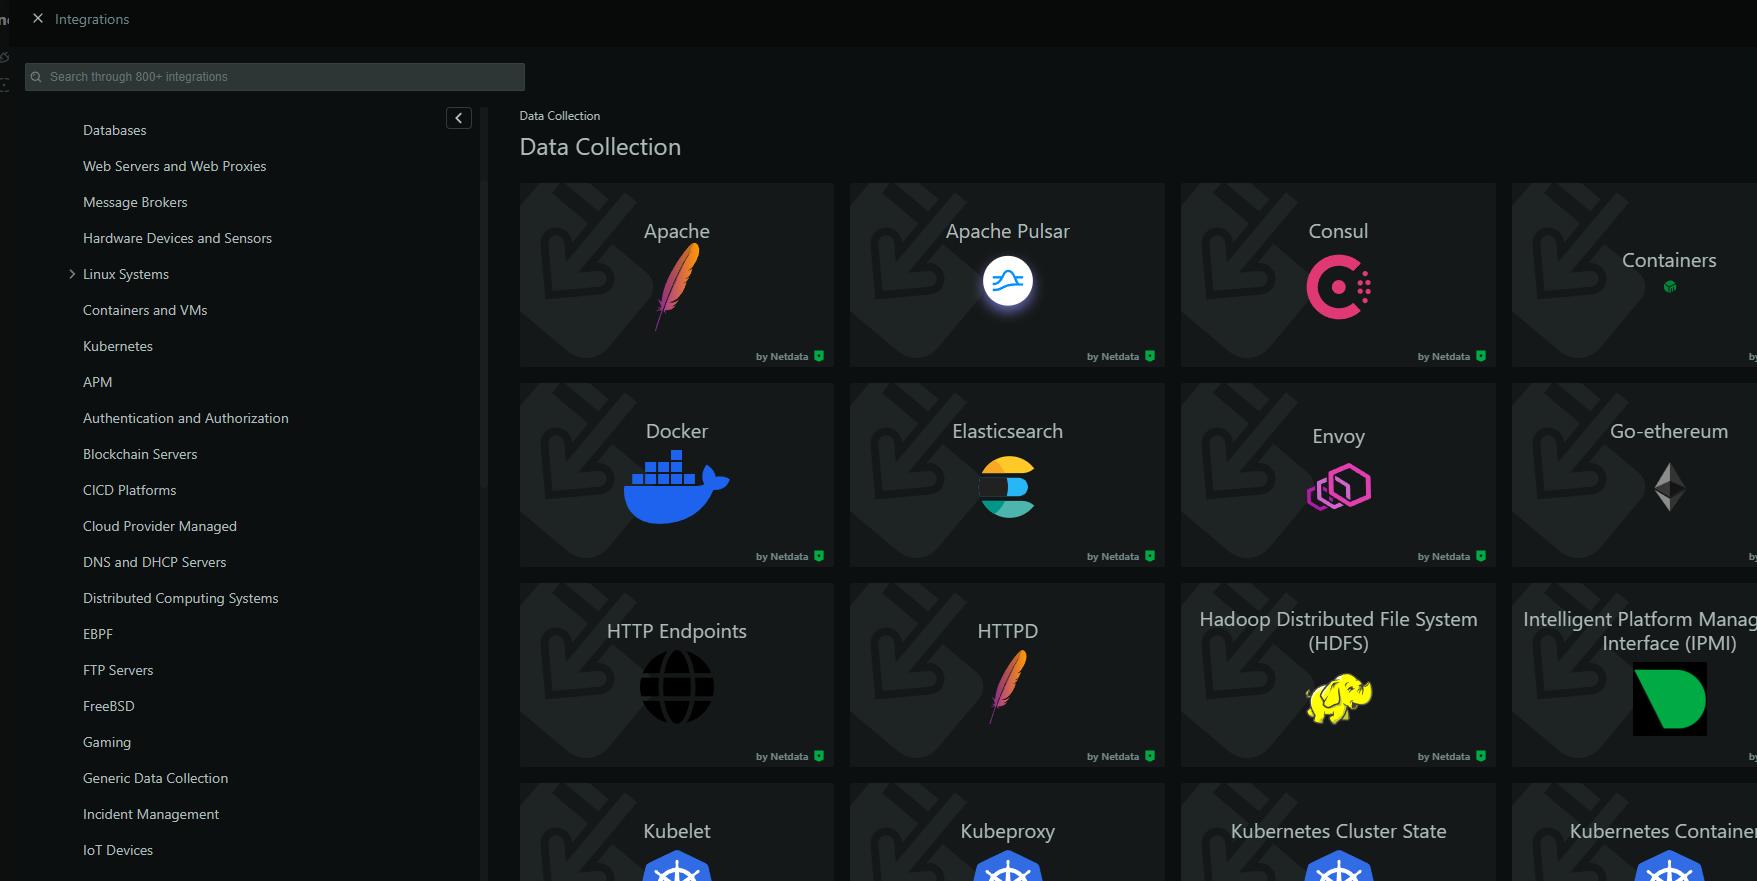 Integrations
Search through 800+ integrations
Databases
Web Servers and Web Proxies
Message Brokers
Hardware Devices and Sensors
Linux Systems
Containers and VMs
Kubernetes
APM
Authentication and Authorization
Blockchain Servers
CICD Platforms
Cloud Provider Managed
DNS and DHCP Servers
Distributed Computing Systems
EBPF
FTP Servers
FreeBSD
Gaming
Generic Data Collection
Incident Management
IoT Devices
Data Collection
Data Collection
Apache
by Netdata
Apache Pulsar
by Netdata
Consul
by Netdata
Containers
by
Docker
by Netdata
Elasticsearch
by Netdata
Envoy
by Netdata
Go-ethereum
by
HTTP Endpoints
by Netdata
HTTPD
by Netdata
Hadoop Distributed File System
(HDFS)
by Netdata
Intelligent Platform Manag
Interface (IPMI)
by
Kubelet
Kubeproxy
Kubernetes Cluster State
Kubernetes Container